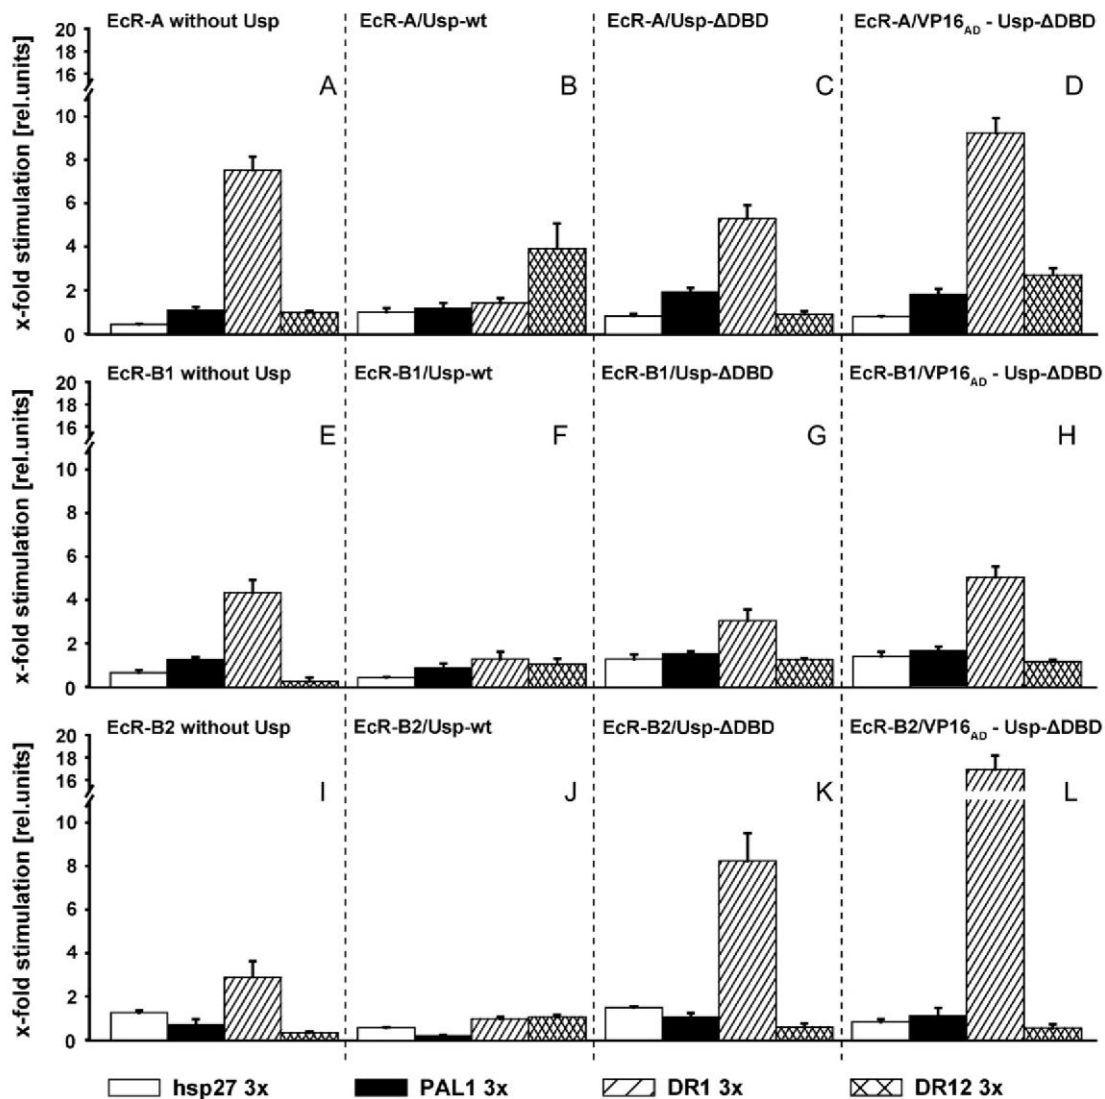 EcR-A without Usp EcR-A/Usp-wt EcR-A/Usp-ΔDBD EcR-A/VP16AD - Usp-ΔDBD
x-fold stimulation [rel.units]
20
18
16
10
8
6
4
2
0
A B C D
EcR-B1 without Usp EcR-B1/Usp-wt EcR-B1/Usp-ΔDBD EcR-B1/VP16AD - Usp-ΔDBD
x-fold stimulation [rel.units]
20
18
16
10
8
6
4
2
0
E F G H
EcR-B2 without Usp EcR-B2/Usp-wt EcR-B2/Usp-ΔDBD EcR-B2/VP16AD - Usp-ΔDBD
x-fold stimulation [rel.units]
20
18
16
10
8
6
4
2
0
I J K L
hsp27 3x PAL1 3x DR1 3x DR12 3x